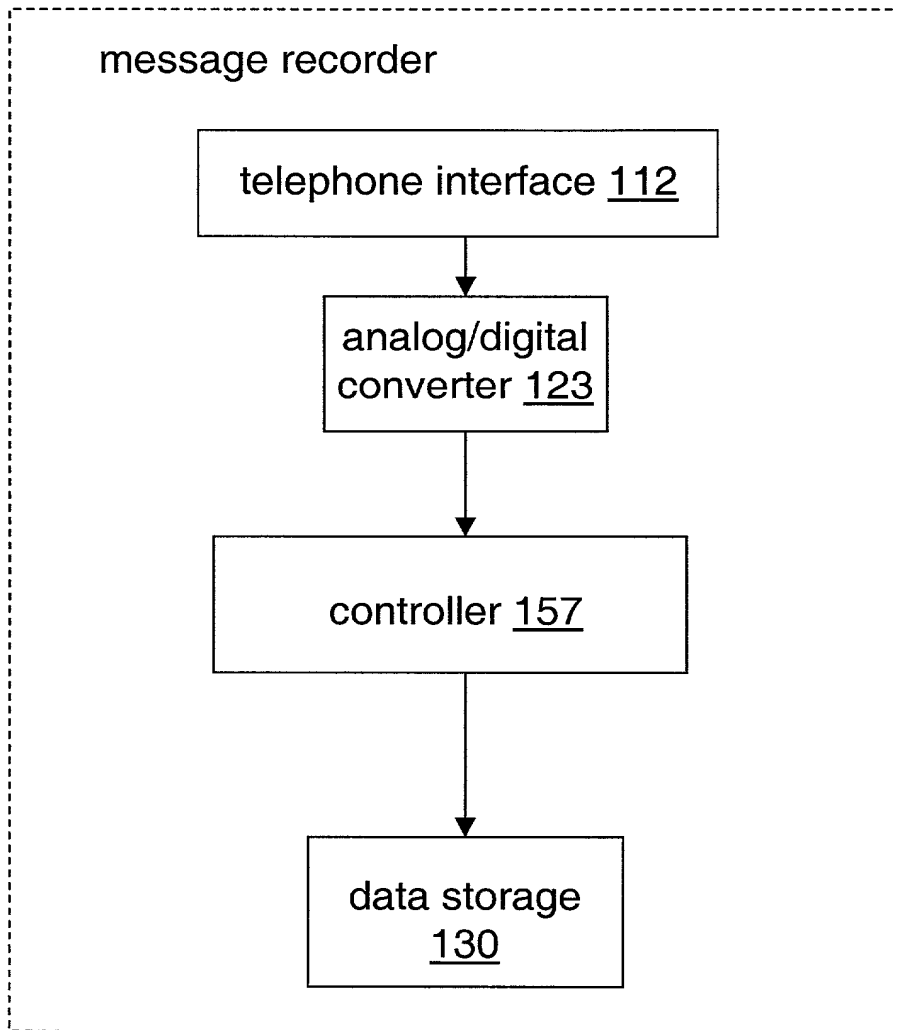 message recorder
telephone interface 112
analog/digital
converter 123
controller 157
data storage
130